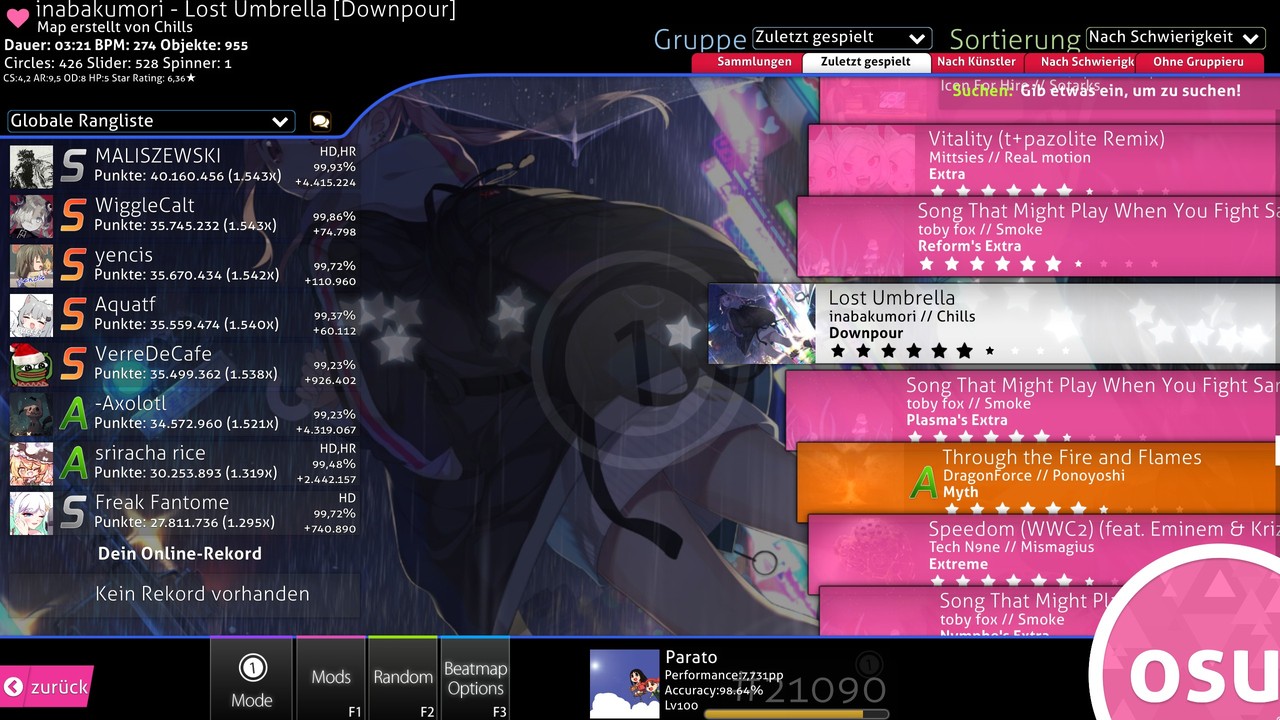 inabakumori - Lost Umbrella [Downpour]
Map erstellt von Chills
Dauer: 03:21 BPM: 274 Objekte: 955
Circles: 426 Slider: 528 Spinner: 1
CS:4,2 AR:9,5 OD:8 HP:5 Star Rating: 6,36★
Gruppe Zuletzt gespielt
Sortierung Nach Schwierigkeit
Sammlungen
Zuletzt gespielt
Nach Künstler
Nach Schwierigk
Ohne Gruppieru
Globale Rangliste
Icon For Hire // Sotarks
Suchen: Gib etwas ein, um zu suchen!
S MALISZEWSKI HD,HR
Punkte: 40.160.456 (1.543x) 99,93%
+4.415.224
S WiggleCalt
Punkte: 35.745.232 (1.543x) 99,86%
+74.798
S yencis
Punkte: 35.670.434 (1.542x) 99,72%
+110.960
S Aquatf
Punkte: 35.559.474 (1.540x) 99,37%
+60.112
S VerreDeCafe
Punkte: 35.499.362 (1.538x) 99,23%
+926.402
A -Axolotl
Punkte: 34.572.960 (1.521x) 99,23%
+4.319.067
A sriracha rice HD,HR
Punkte: 30.253.893 (1.319x) 99,48%
+2.442.157
S Freak Fantome HD
Punkte: 27.811.736 (1.295x) 99,72%
+740.890
Dein Online-Rekord
Kein Rekord vorhanden
Vitality (t+pazolite Remix)
Mittsies // ReaL motion
Extra
Song That Might Play When You Fight Sa
toby fox // Smoke
Reform's Extra
Lost Umbrella
inabakumori // Chills
Downpour
Song That Might Play When You Fight Sa
toby fox // Smoke
Plasma's Extra
A Through the Fire and Flames
DragonForce // Ponoyoshi
Myth
Speedom (WWC2) (feat. Eminem & Kriz
Tech N9ne // Mismagius
Extreme
Song That Might Pl
toby fox // Smoke
Nympho's Extra
zurück
1
Mode
Mods
F1
Random
F2
Beatmap
Options
F3
Parato
Performance:7.731pp
Accuracy:98.64%
Lv100
#21090
osu